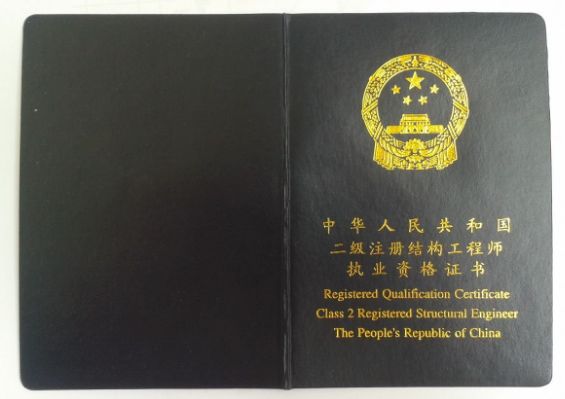 中华人民共和国
二级注册结构工程师
执业资格证书
Registered Qualification Certificate
Class 2 Registered Structural Engineer
The People's Republic of China